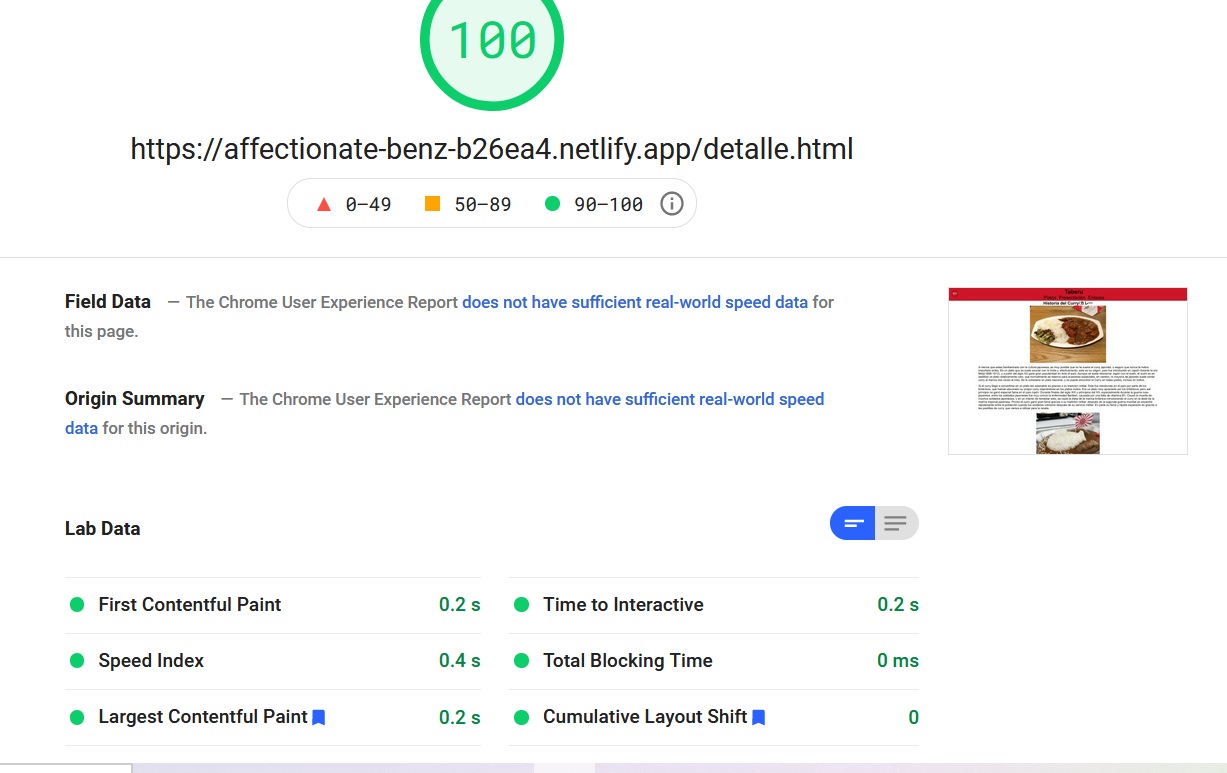 100
https://affectionate-benz-b26ea4.netlify.app/detalle.html
0–49 50–89 90–100
Field Data — The Chrome User Experience Report does not have sufficient real-world speed data for
this page.
Origin Summary — The Chrome User Experience Report does not have sufficient real-world speed
data for this origin.
Lab Data
First Contentful Paint 0.2 s
Time to Interactive 0.2 s
Speed Index 0.4 s
Total Blocking Time 0 ms
Largest Contentful Paint 0.2 s
Cumulative Layout Shift 0